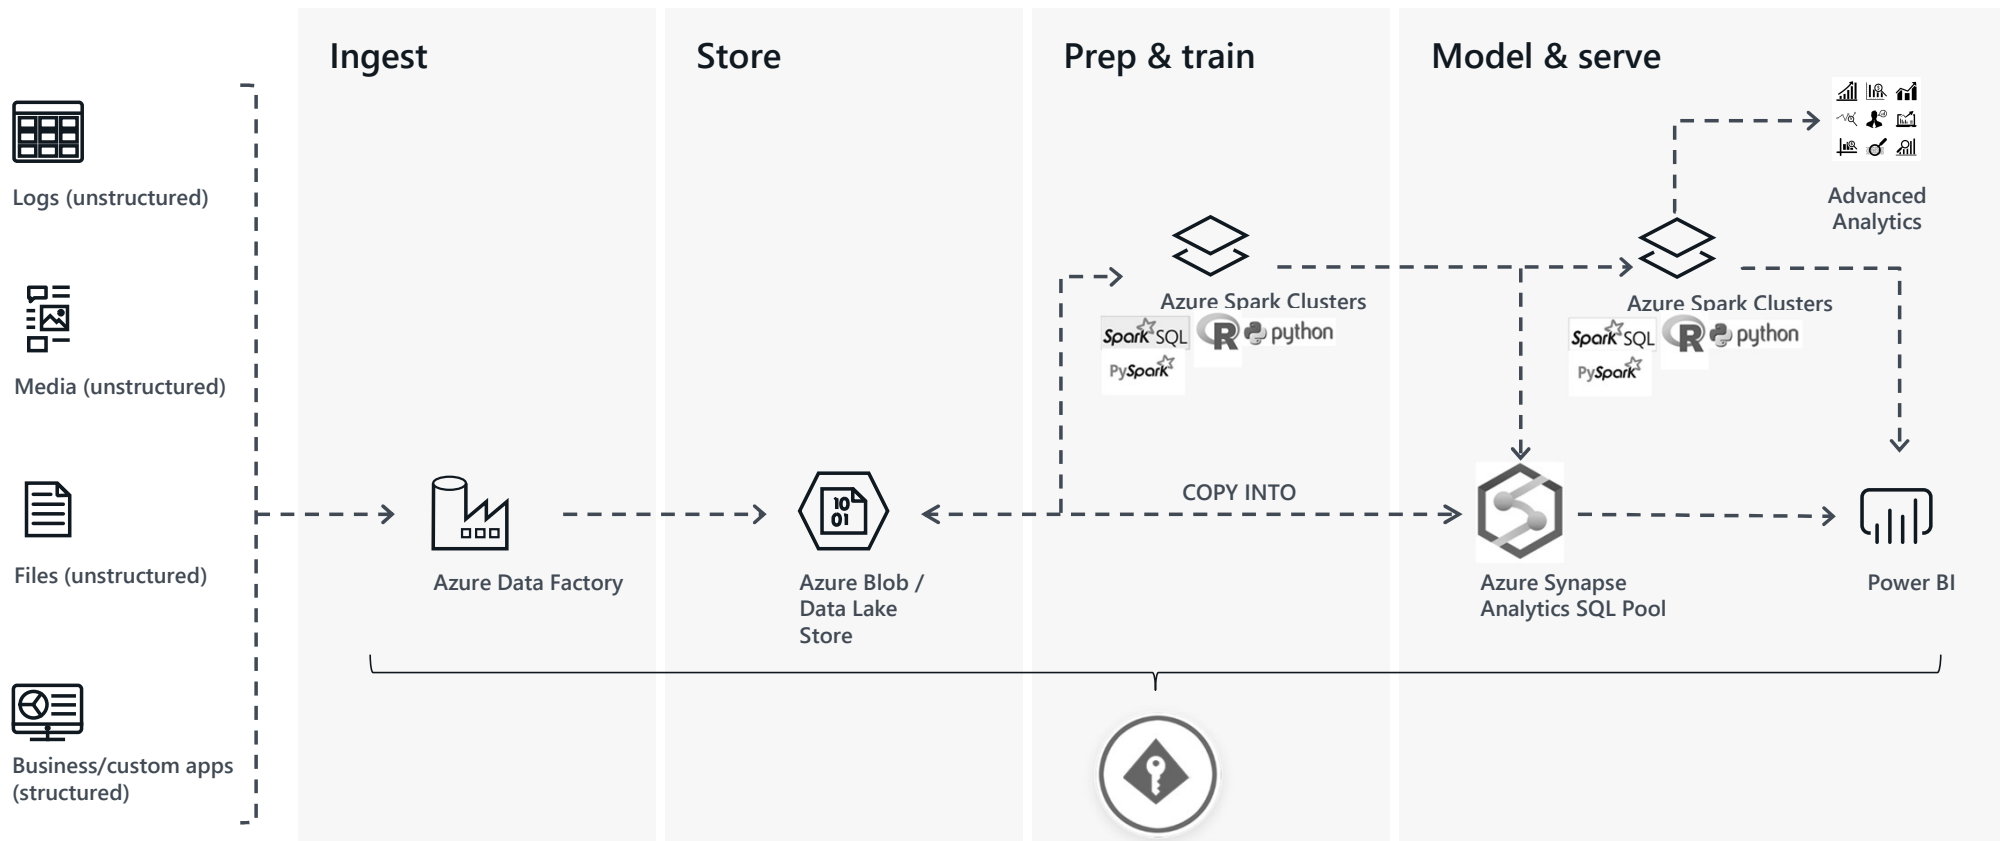 Ingest
Store
Prep & train
Model & serve
Logs (unstructured)
Media (unstructured)
Files (unstructured)
Business/custom apps
(structured)
Azure Data Factory
10
01
Azure Blob /
Data Lake
Store
Azure Spark Clusters
Spark SQL
R
python
PySpark
COPY INTO
Azure Spark Clusters
Spark SQL
R
python
PySpark
Advanced
Analytics
Azure Synapse
Analytics SQL Pool
Power BI